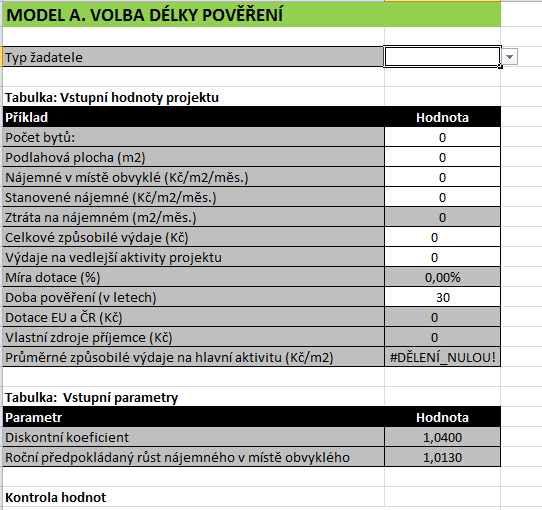 MODEL A. VOLBA DÉLKY POVĚŘENÍ
Typ žadatele
Tabulka: Vstupní hodnoty projektu
Příklad Hodnota
Počet bytů: 0
Podlahová plocha (m2) 0
Nájemné v místě obvyklé (Kč/m2/měs.) 0
Stanovené nájemné (Kč/m2/měs.) 0
Ztráta na nájemném (m2/měs.) 0
Celkové způsobilé výdaje (Kč) 0
Výdaje na vedlejší aktivity projektu 0
Míra dotace (%) 0,00%
Doba pověření (v letech) 30
Dotace EU a ČR (Kč) 0
Vlastní zdroje příjemce (Kč) 0
Průměrné způsobilé výdaje na hlavní aktivitu (Kč/m2) #DĚLENÍ_NULOU!
Tabulka: Vstupní parametry
Parametr Hodnota
Diskontní koeficient 1,0400
Roční předpokládaný růst nájemného v místě obvyklého 1,0130
Kontrola hodnot